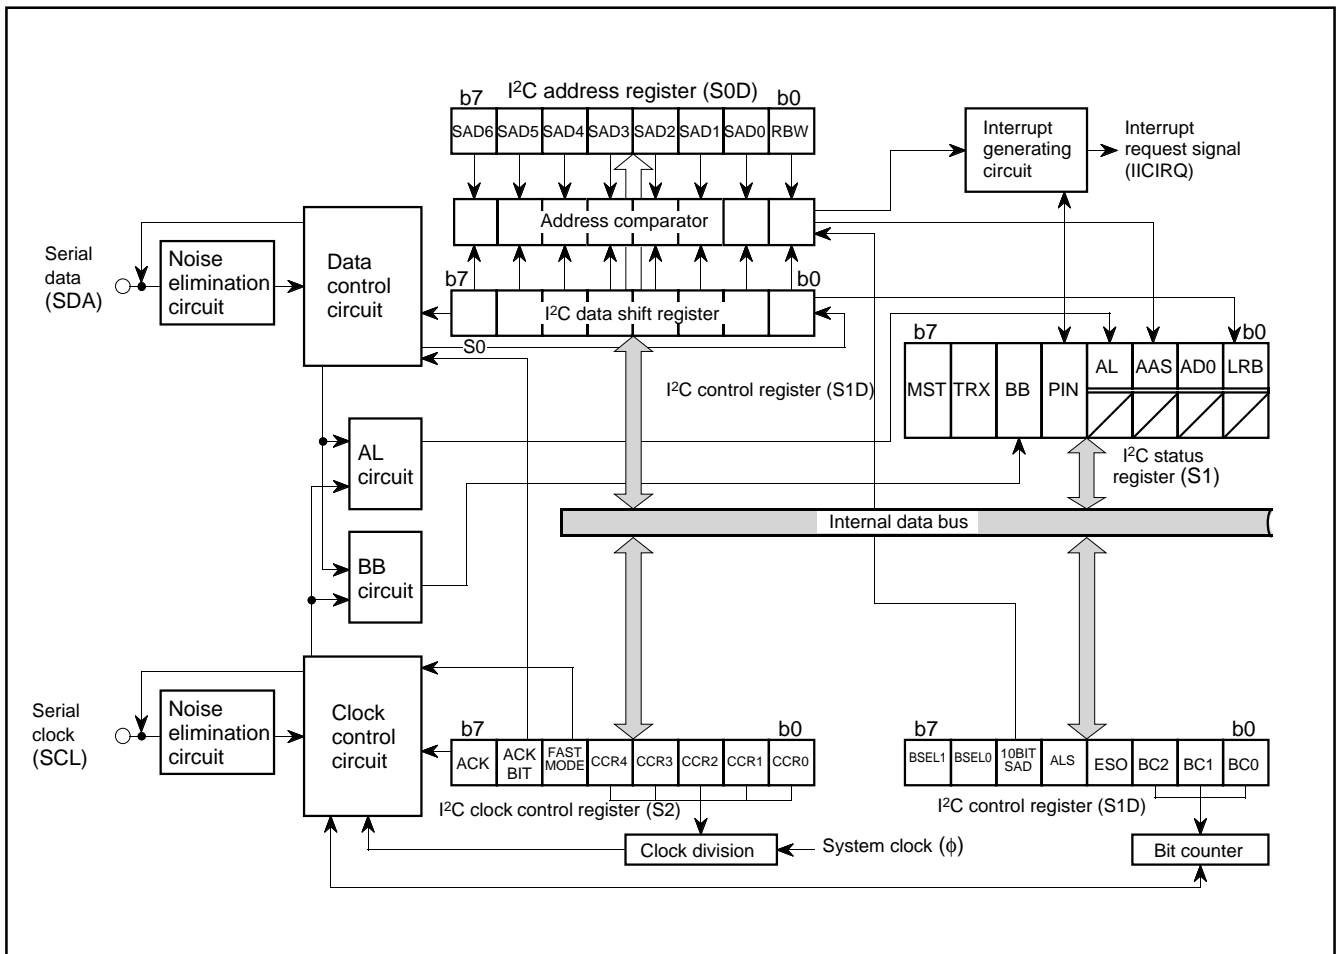 I²C address register (S0D)
b7
b0
SAD6 SAD5 SAD4 SAD3 SAD2 SAD1 SAD0 RBW
Interrupt
generating
circuit
Interrupt
request signal
(IICIRQ)
Address comparator
Serial
data
(SDA)
Noise
elimination
circuit
Data
control
circuit
b7
b0
I²C data shift register
S0
b7
b0
MST TRX BB PIN AL AAS AD0 LRB
I²C control register (S1D)
I²C status
register (S1)
AL
circuit
Internal data bus
BB
circuit
Serial
clock
(SCL)
Noise
elimination
circuit
Clock
control
circuit
b7
b0
ACK
ACK
BIT
FAST
MODE
CCR4 CCR3 CCR2 CCR1 CCR0
I²C clock control register (S2)
b7
b0
BSEL1 BSEL0
10BIT
SAD
ALS ESO BC2 BC1 BC0
I²C control register (S1D)
Clock division
System clock (ϕ)
Bit counter